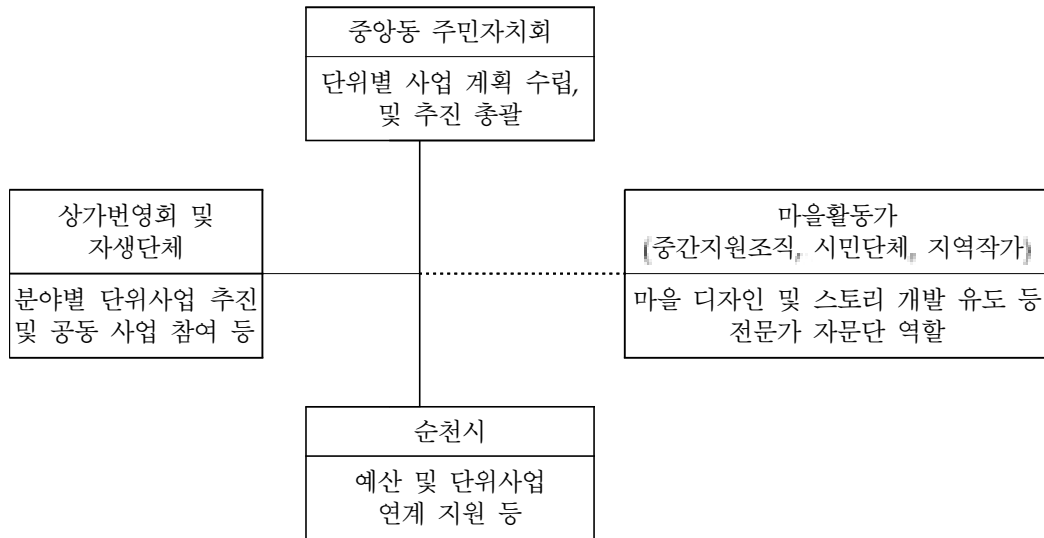 중앙동 주민자치회
단위별 사업 계획 수립,
및 추진 총괄
상가번영회 및
자생단체
분야별 단위사업 추진
및 공동 사업 참여 등
마을활동가
(중간지원조직, 시민단체, 지역작가)
마을 디자인 및 스토리 개발 유도 등
전문가 자문단 역할
순천시
예산 및 단위사업
연계 지원 등